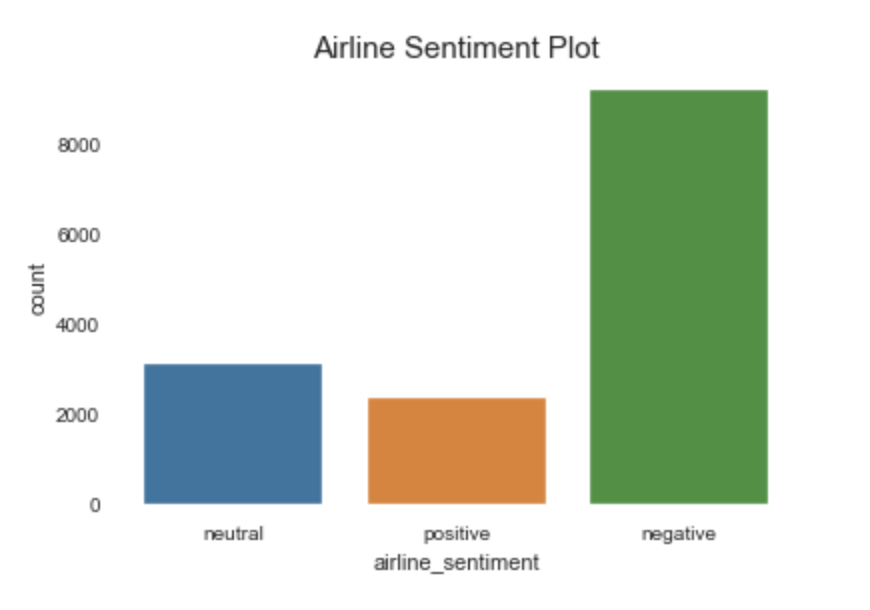 Airline Sentiment Plot
8000
6000
4000
2000
0
count
neutral positive negative
airline_sentiment